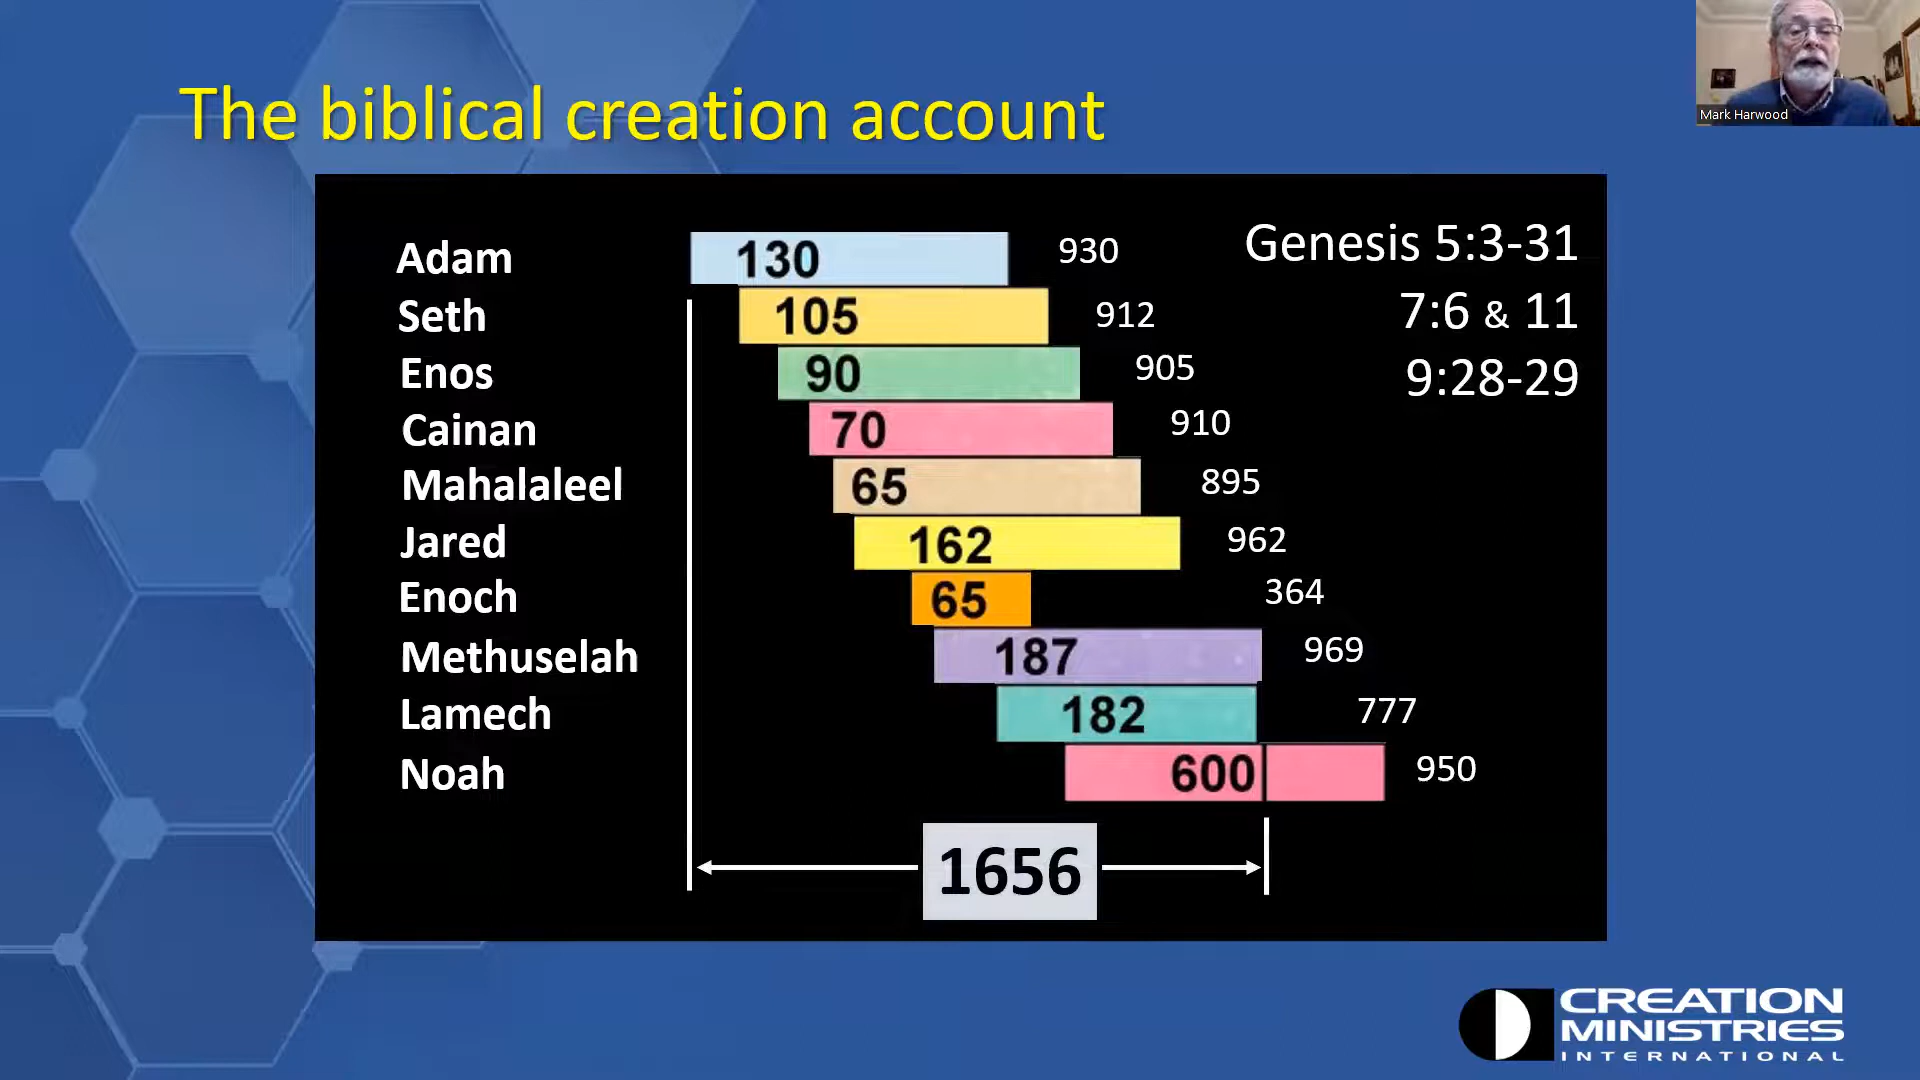 The biblical creation account
Mark Harwood
Genesis 5:3-31
7:6 & 11
9:28-29
Adam 130 930
Seth 105 912
Enos 90 905
Cainan 70 910
Mahalaleel 65 895
Jared 162 962
Enoch 65 364
Methuselah 187 969
Lamech 182 777
Noah 600 950
1656
CREATION
MINISTRIES
INTERNATIONAL